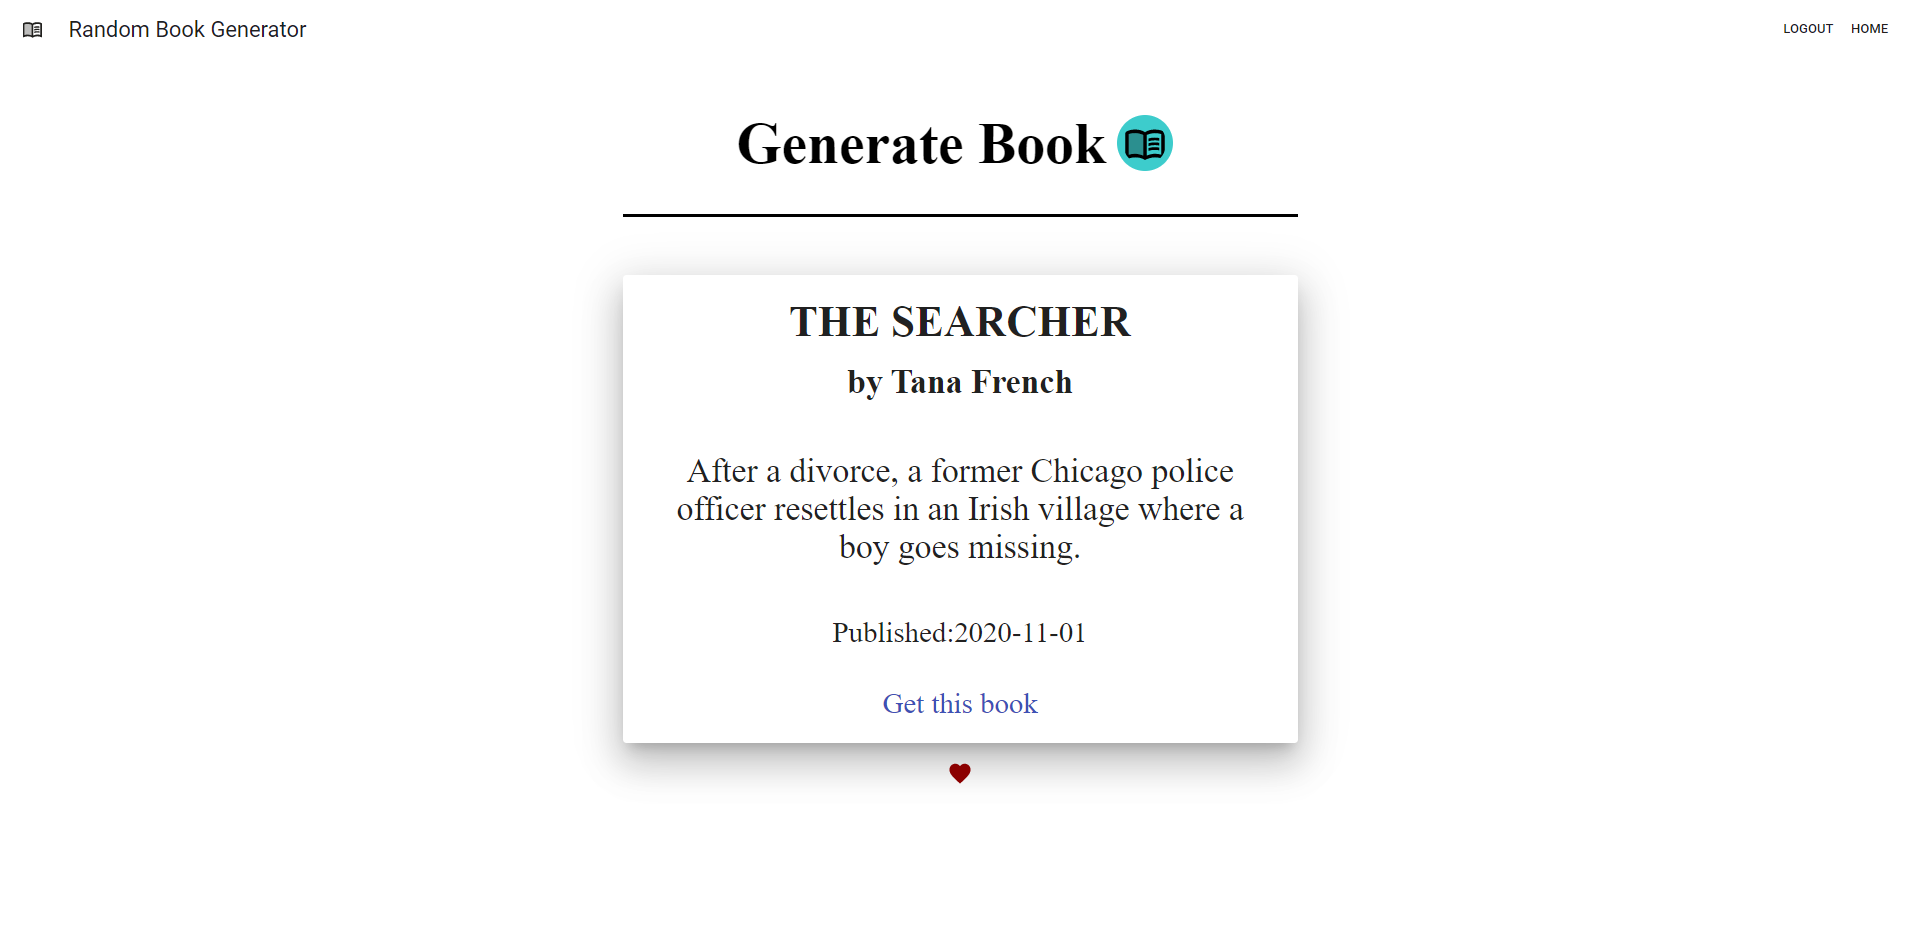 Random Book Generator
LOGOUT HOME
Generate Book
THE SEARCHER
by Tana French
After a divorce, a former Chicago police
officer resettles in an Irish village where a
boy goes missing.
Published:2020-11-01
Get this book